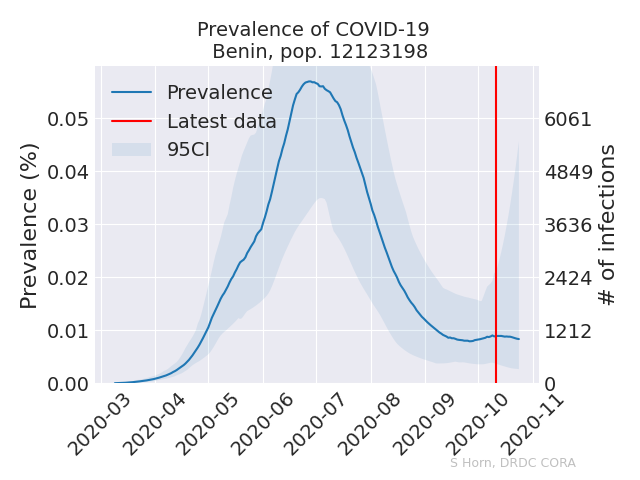 Prevalence of COVID-19
Benin, pop. 12123198
Prevalence
Latest data
95CI
Prevalence (%)
0.05
0.04
0.03
0.02
0.01
0.00
6061
4849
3636
2424
1212
0
# of infections
2020-03
2020-04
2020-05
2020-06
2020-07
2020-08
2020-09
2020-10
2020-11
S Horn, DRDC CORA